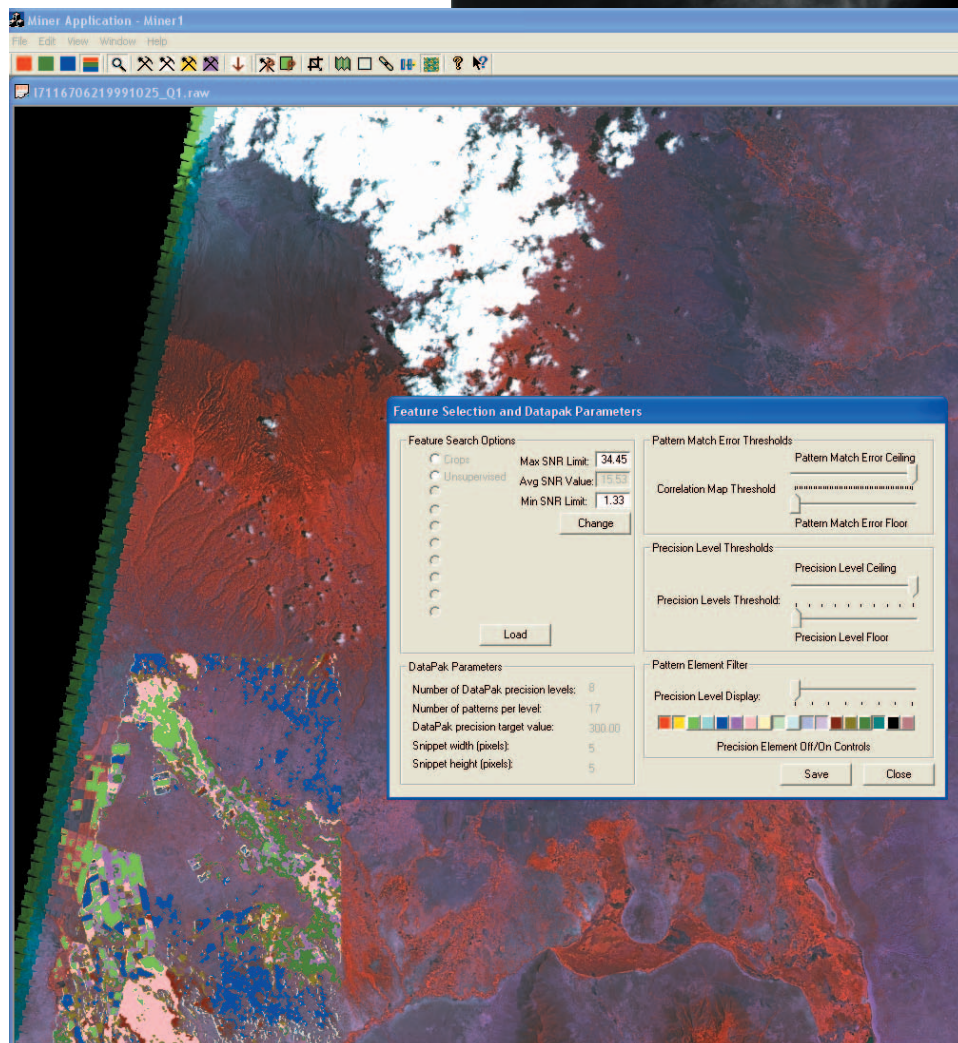 Miner Application - Miner1
File Edit View Window Help
l7116706219991025_Q1.raw
Feature Selection and Datapak Parameters
Feature Search Options
Crops
Unsupervised
Max SNR Limit: 34.45
Avg SNR Value: 15.53
Min SNR Limit: 1.33
Change
Load
DataPak Parameters
Number of DataPak precision levels: 8
Number of patterns per level: 17
DataPak precision target value: 300.00
Snippet width (pixels): 5
Snippet height (pixels): 5
Pattern Match Error Thresholds
Pattern Match Error Ceiling
Correlation Map Threshold
Pattern Match Error Floor
Precision Level Thresholds
Precision Level Ceiling
Precision Levels Threshold:
Precision Level Floor
Pattern Element Filter
Precision Level Display:
Precision Element Off/On Controls
Save Close